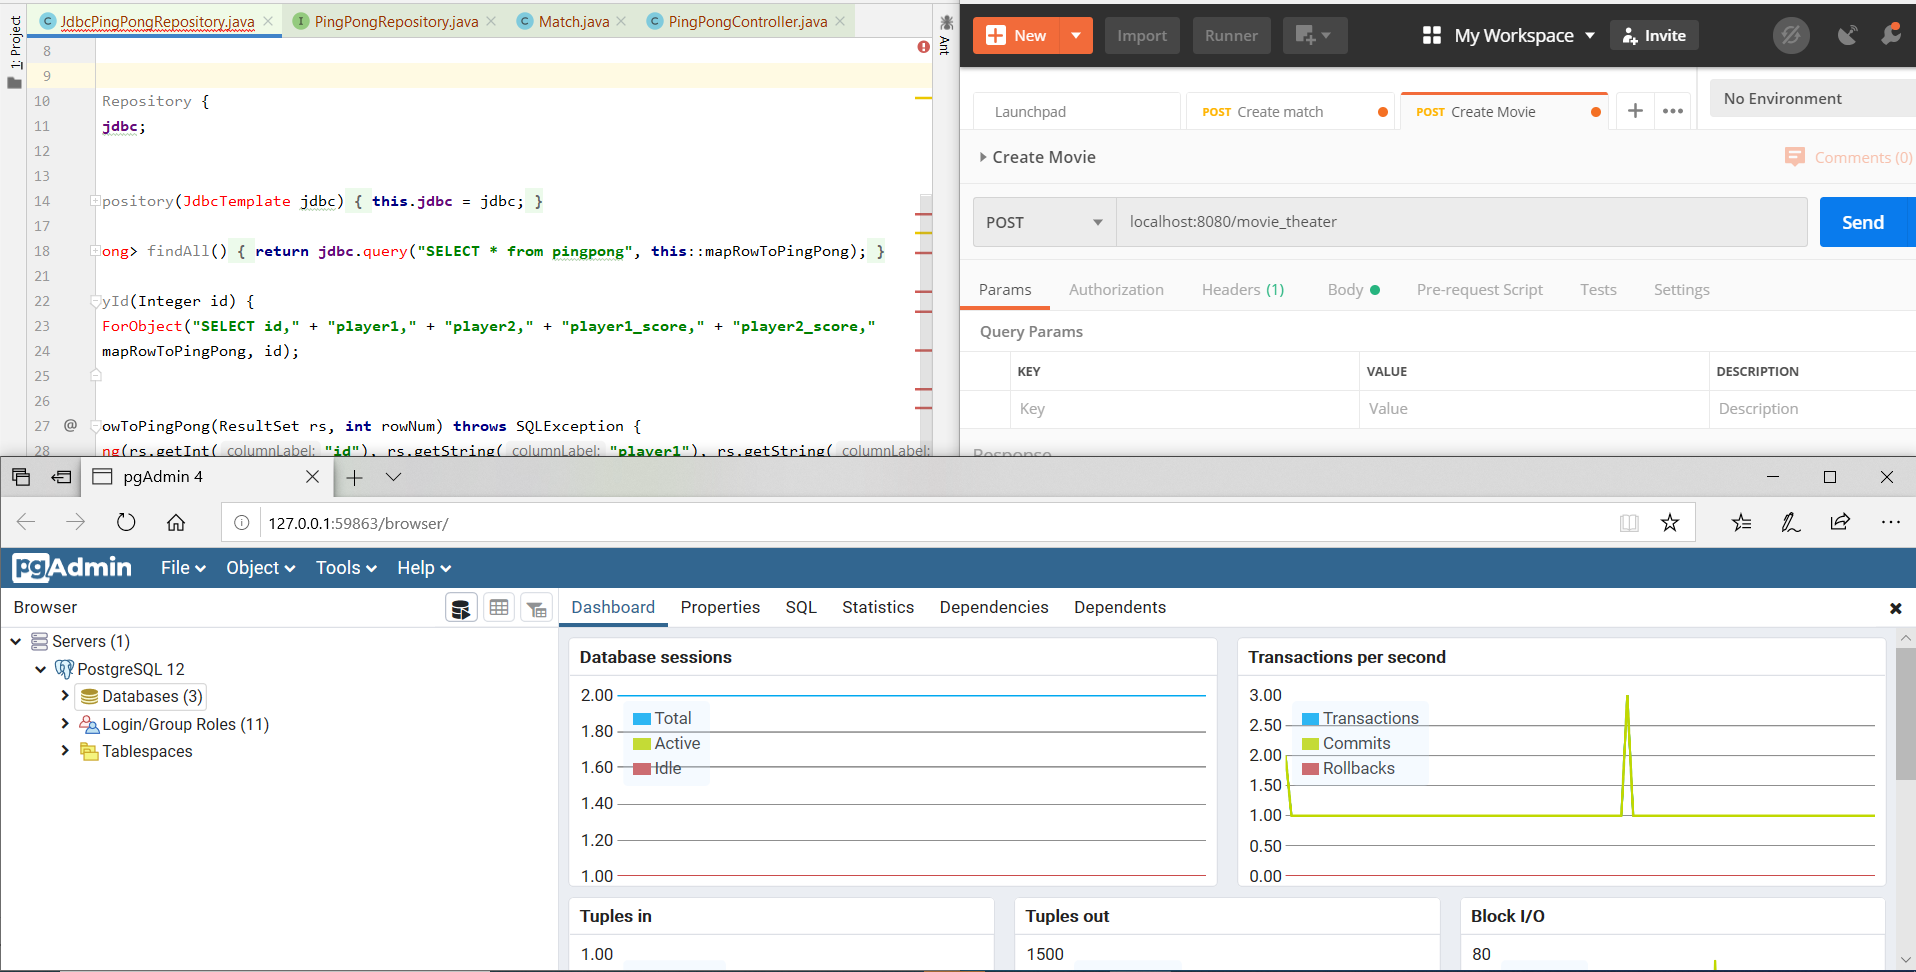 1: Project
JdbcPingPongRepository.java
PingPongRepository.java
Match.java
PingPongController.java
Ant
8
9
10 Repository {
11 jdbc;
12
13
14 pository(JdbcTemplate jdbc) { this.jdbc = jdbc; }
17
18 ong> findAll() { return jdbc.query("SELECT * from pingpong", this::mapRowToPingPong); }
21
22 yId(Integer id) {
23 ForObject("SELECT id," + "player1," + "player2," + "player1_score," + "player2_score,"
24 mapRowToPingPong, id);
25
26
27 @ owToPingPong(ResultSet rs, int rowNum) throws SQLException {
28 ng(rs.getInt( columnLabel: "id"), rs.getString( columnLabel: "player1"), rs.getString( columnLabel:
New
Import
Runner
My Workspace
Invite
Launchpad
POST Create match
POST Create Movie
No Environment
Create Movie
Comments (0)
POST
localhost:8080/movie_theater
Send
Params
Authorization
Headers (1)
Body
Pre-request Script
Tests
Settings
Query Params
KEY VALUE DESCRIPTION
Key Value Description
Response
pgAdmin 4
127.0.0.1:59863/browser/
pgAdmin
File
Object
Tools
Help
Browser
Dashboard
Properties
SQL
Statistics
Dependencies
Dependents
Servers (1)
PostgreSQL 12
Databases (3)
Login/Group Roles (11)
Tablespaces
Database sessions
2.00
1.80
1.60
1.40
1.20
1.00
Total
Active
Idle
Transactions per second
3.00
2.50
2.00
1.50
1.00
0.50
0.00
Transactions
Commits
Rollbacks
Tuples in
1.00
Tuples out
1500
Block I/O
80